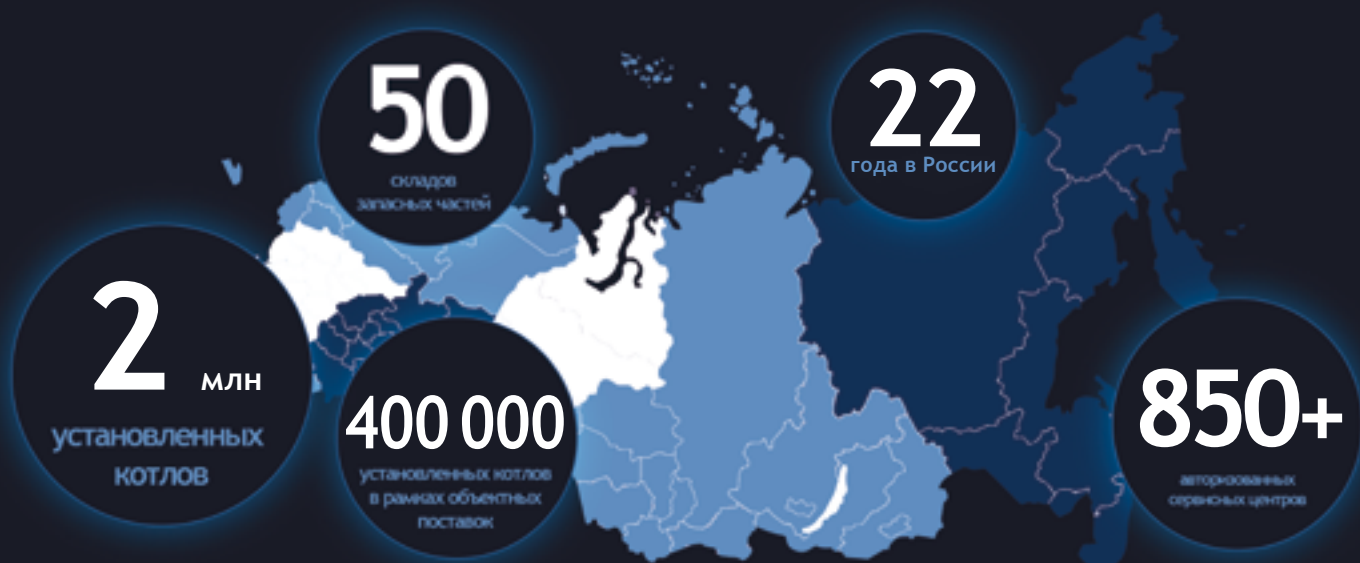 50
складов
запасных частей
22
года в России
2 млн
установленных
котлов
400 000
установленных котлов
в рамках объектных
поставок
850+
авторизованных
сервисных центров